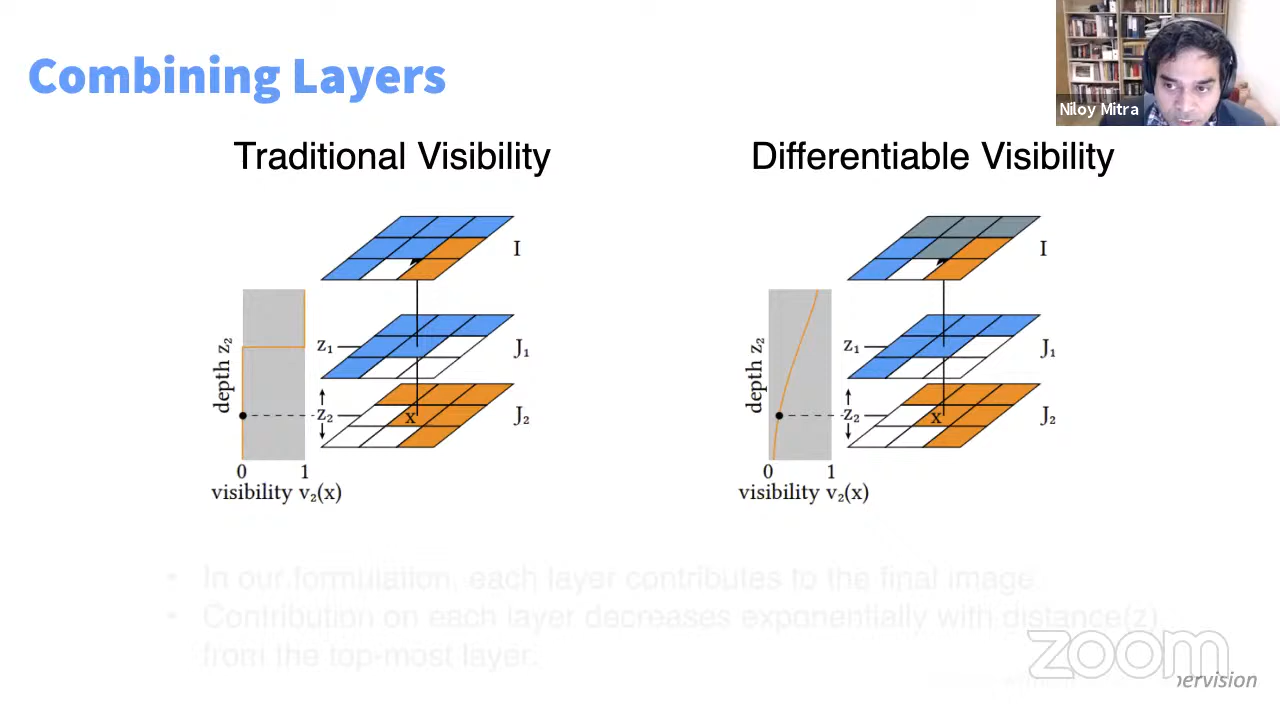 Combining Layers
Niloy Mitra
Traditional Visibility
Differentiable Visibility
I
z₁
J₁
depth z₂
z₂
x
J₂
0 1
visibility v₂(x)
I
z₁
J₁
depth z₂
z₂
x
J₂
0 1
visibility v₂(x)
• In our formulation, each layer contributes to the final image.
• Contribution on each layer decreases exponentially with distance(z)
from the top-most layer.
zoom